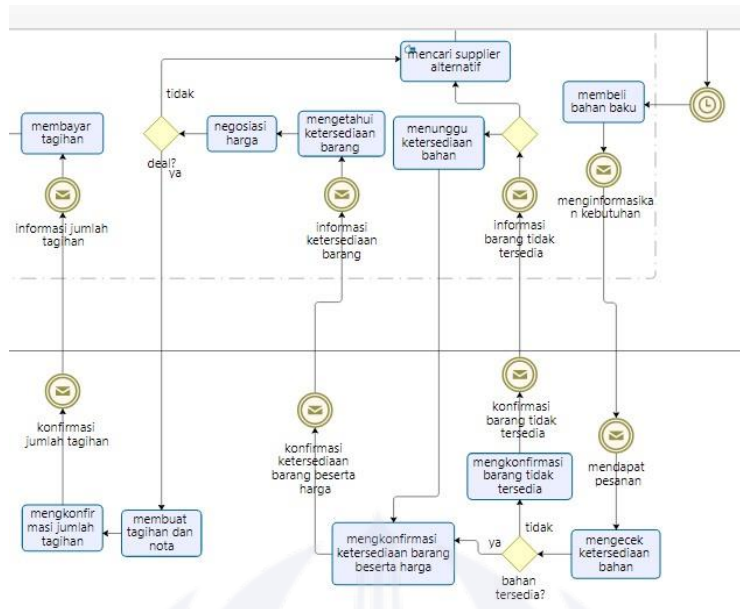 mencari supplier
alternatif
tidak
membeli
bahan baku
membayar
tagihan
negosiasi
harga
mengetahui
ketersediaan
barang
menunggu
ketersediaan
bahan
deal?
ya
informasi jumlah
tagihan
informasi
ketersediaan
barang
informasi
barang tidak
tersedia
menginformasika
n kebutuhan
konfirmasi
jumlah tagihan
konfirmasi
ketersediaan
barang beserta
harga
konfirmasi
barang tidak
tersedia
mendapat
pesanan
mengkonfirmasi
barang tidak
tersedia
mengkonfir
masi jumlah
tagihan
membuat
tagihan dan
nota
mengkonfirmasi
ketersediaan barang
beserta harga
ya
tidak
bahan
tersedia?
mengecek
ketersediaan
bahan